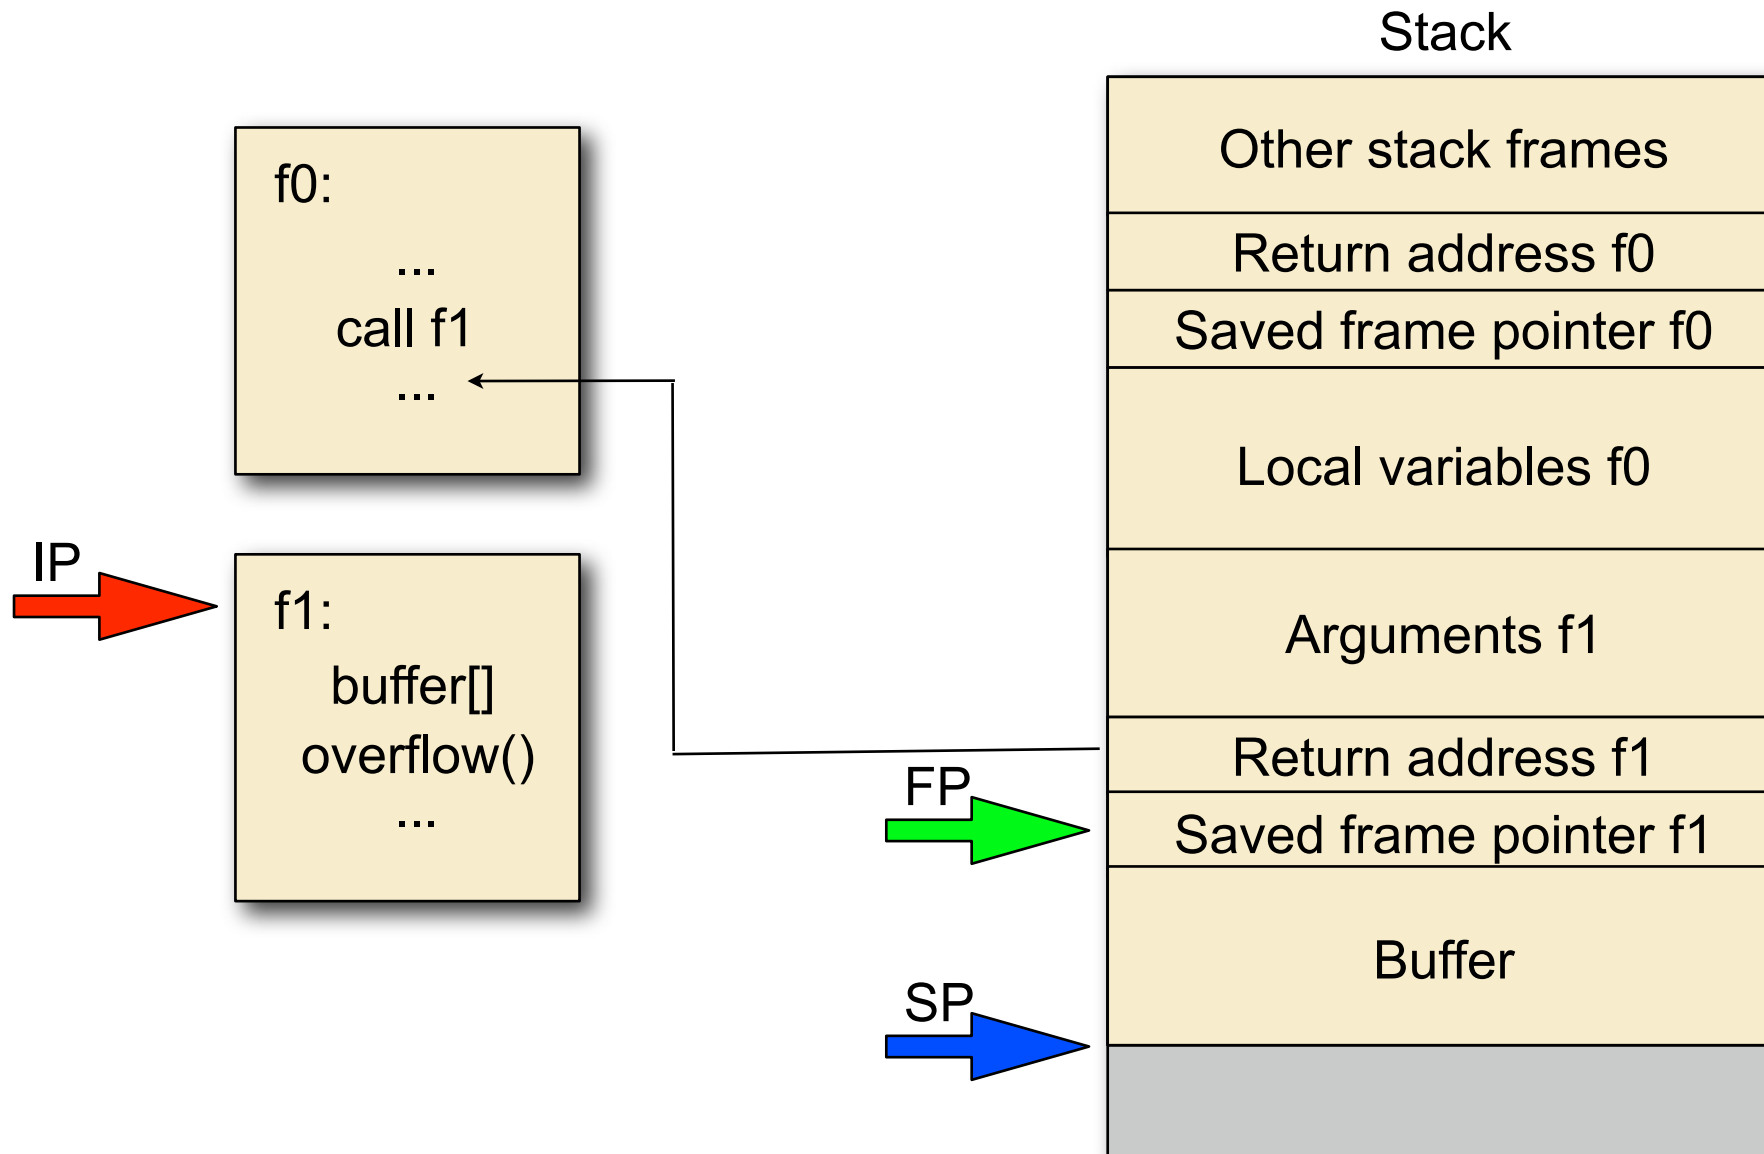 Stack
f0:
...
call f1
...
IP
f1:
buffer[]
overflow()
...
Other stack frames
Return address f0
Saved frame pointer f0
Local variables f0
Arguments f1
Return address f1
FP
Saved frame pointer f1
Buffer
SP